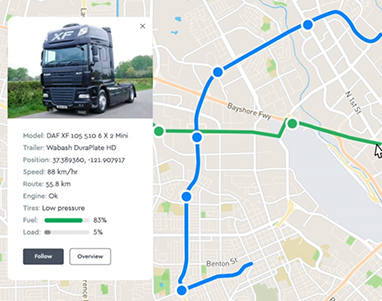 XF
Model: DAF XF 105 510 6 X 2 Mini
Trailer: Wabash DuraPlate HD
Position: 37.389360, -121.907917
Speed: 88 km/hr
Route: 55.8 km
Engine: Ok
Tires: Low pressure
Fuel: 83%
Load: 5%
Follow
Overview
Bayshore Fwy
N 1st St
Benton St